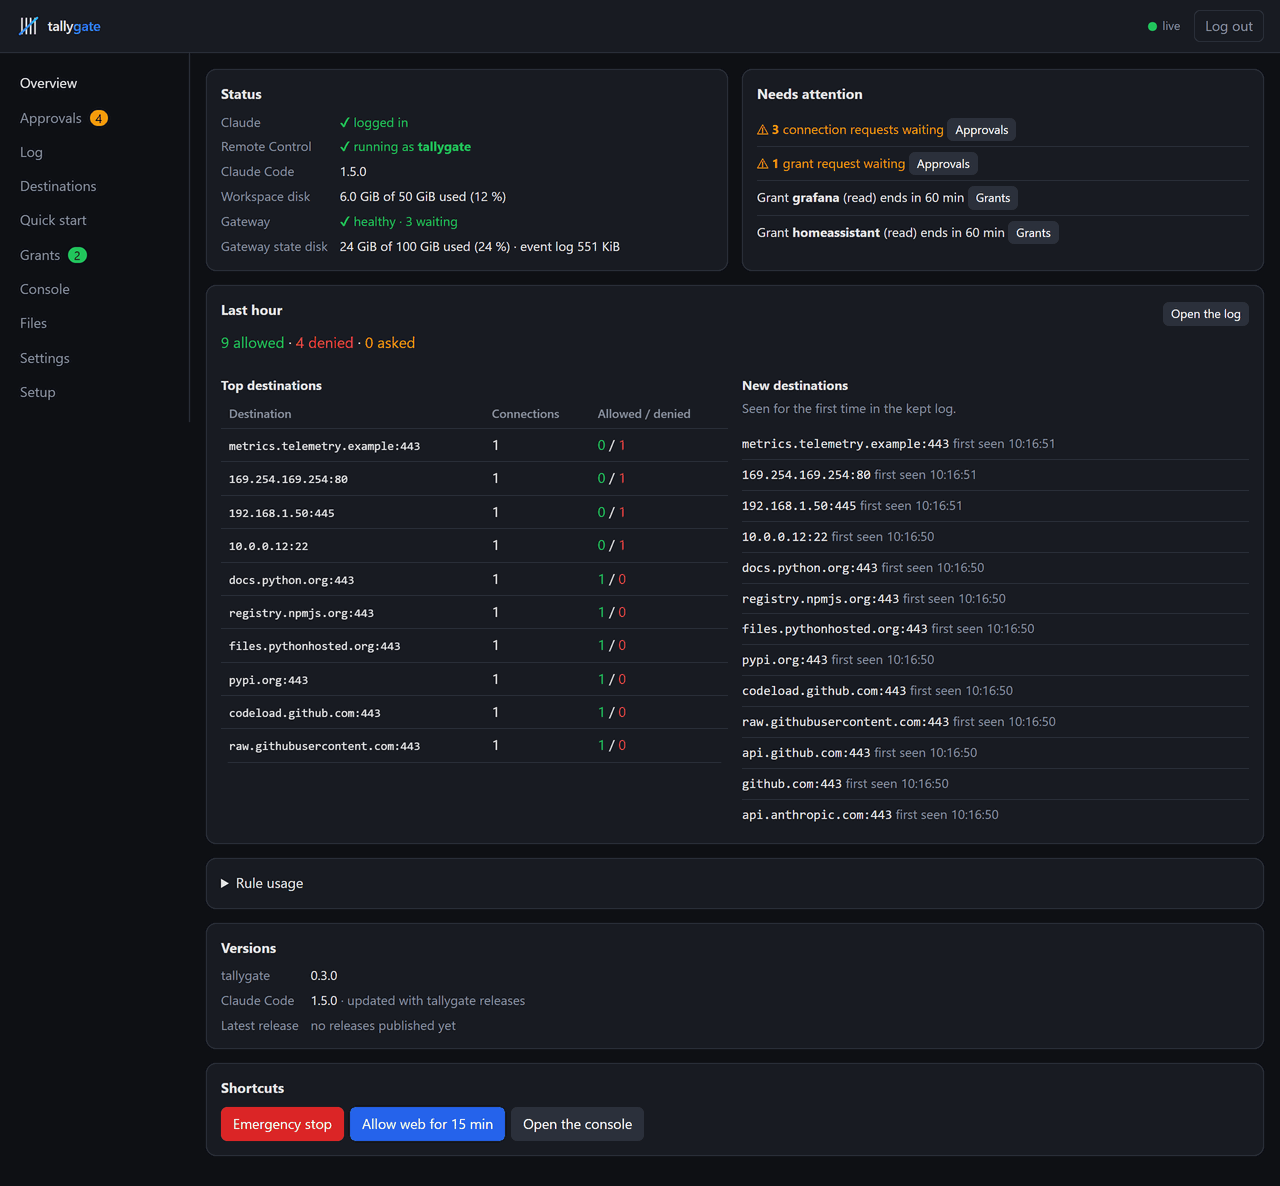 tallygate
live
Log out
Overview
Approvals 4
Log
Destinations
Quick start
Grants 2
Console
Files
Settings
Setup
Status
Claude ✓ logged in
Remote Control ✓ running as tallygate
Claude Code 1.5.0
Workspace disk 6.0 GiB of 50 GiB used (12 %)
Gateway ✓ healthy · 3 waiting
Gateway state disk 24 GiB of 100 GiB used (24 %) · event log 551 KiB
Needs attention
⚠ 3 connection requests waiting Approvals
⚠ 1 grant request waiting Approvals
Grant grafana (read) ends in 60 min Grants
Grant homeassistant (read) ends in 60 min Grants
Last hour
Open the log
9 allowed · 4 denied · 0 asked
Top destinations
Destination Connections Allowed / denied
metrics.telemetry.example:443 1 0 / 1
169.254.169.254:80 1 0 / 1
192.168.1.50:445 1 0 / 1
10.0.0.12:22 1 0 / 1
docs.python.org:443 1 1 / 0
registry.npmjs.org:443 1 1 / 0
files.pythonhosted.org:443 1 1 / 0
pypi.org:443 1 1 / 0
codeload.github.com:443 1 1 / 0
raw.githubusercontent.com:443 1 1 / 0
New destinations
Seen for the first time in the kept log.
metrics.telemetry.example:443 first seen 10:16:51
169.254.169.254:80 first seen 10:16:51
192.168.1.50:445 first seen 10:16:51
10.0.0.12:22 first seen 10:16:50
docs.python.org:443 first seen 10:16:50
registry.npmjs.org:443 first seen 10:16:50
files.pythonhosted.org:443 first seen 10:16:50
pypi.org:443 first seen 10:16:50
codeload.github.com:443 first seen 10:16:50
raw.githubusercontent.com:443 first seen 10:16:50
api.github.com:443 first seen 10:16:50
github.com:443 first seen 10:16:50
api.anthropic.com:443 first seen 10:16:50
Rule usage
Versions
tallygate 0.3.0
Claude Code 1.5.0 · updated with tallygate releases
Latest release no releases published yet
Shortcuts
Emergency stop
Allow web for 15 min
Open the console